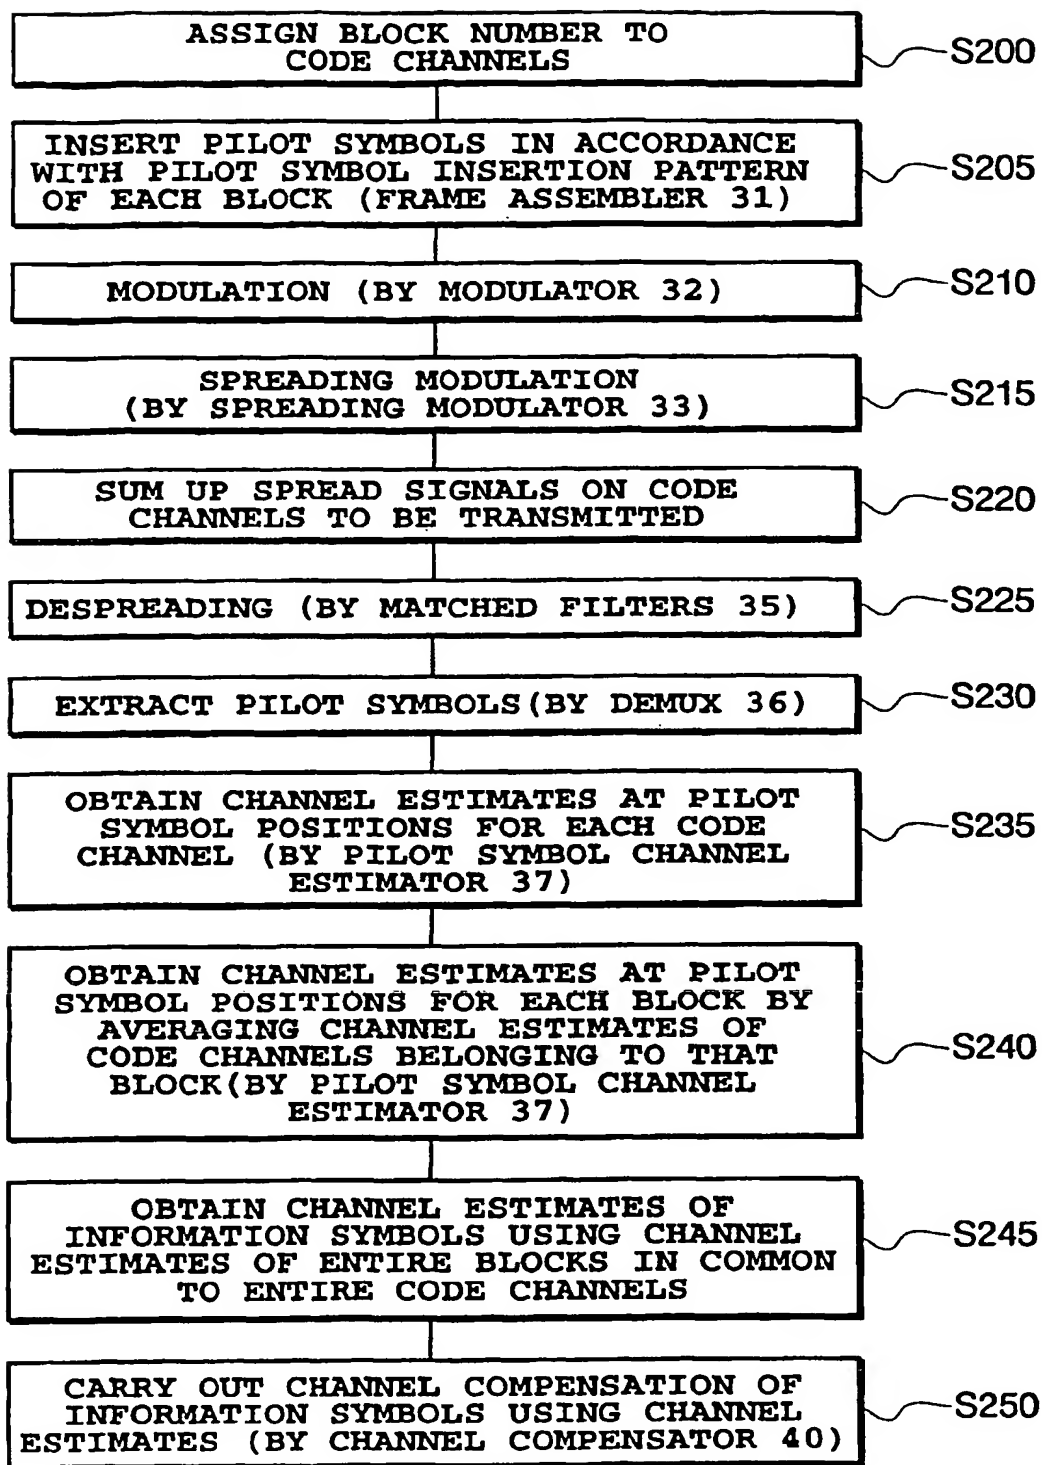 ASSIGN BLOCK NUMBER TO
CODE CHANNELS
S200
INSERT PILOT SYMBOLS IN ACCORDANCE
WITH PILOT SYMBOL INSERTION PATTERN
OF EACH BLOCK (FRAME ASSEMBLER 31)
S205
MODULATION (BY MODULATOR 32)
S210
SPREADING MODULATION
(BY SPREADING MODULATOR 33)
S215
SUM UP SPREAD SIGNALS ON CODE
CHANNELS TO BE TRANSMITTED
S220
DESPREADING (BY MATCHED FILTERS 35)
S225
EXTRACT PILOT SYMBOLS(BY DEMUX 36)
S230
OBTAIN CHANNEL ESTIMATES AT PILOT
SYMBOL POSITIONS FOR EACH CODE
CHANNEL (BY PILOT SYMBOL CHANNEL
ESTIMATOR 37)
S235
OBTAIN CHANNEL ESTIMATES AT PILOT
SYMBOL POSITIONS FOR EACH BLOCK BY
AVERAGING CHANNEL ESTIMATES OF
CODE CHANNELS BELONGING TO THAT
BLOCK(BY PILOT SYMBOL CHANNEL
ESTIMATOR 37)
S240
OBTAIN CHANNEL ESTIMATES OF
INFORMATION SYMBOLS USING CHANNEL
ESTIMATES OF ENTIRE BLOCKS IN COMMON
TO ENTIRE CODE CHANNELS
S245
CARRY OUT CHANNEL COMPENSATION OF
INFORMATION SYMBOLS USING CHANNEL
ESTIMATES (BY CHANNEL COMPENSATOR 40)
S250